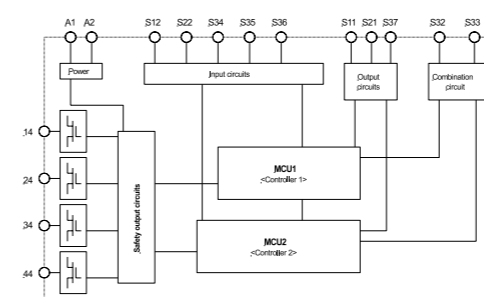 A1 A2 S12 S22 S34 S35 S36 S11 S21 S37 S32 S33
Power
Input circuits
Output
circuits
Combination
circuit
14
24
34
44
Safety output circuits
MCU1
<Controller 1>
MCU2
<Controller 2>